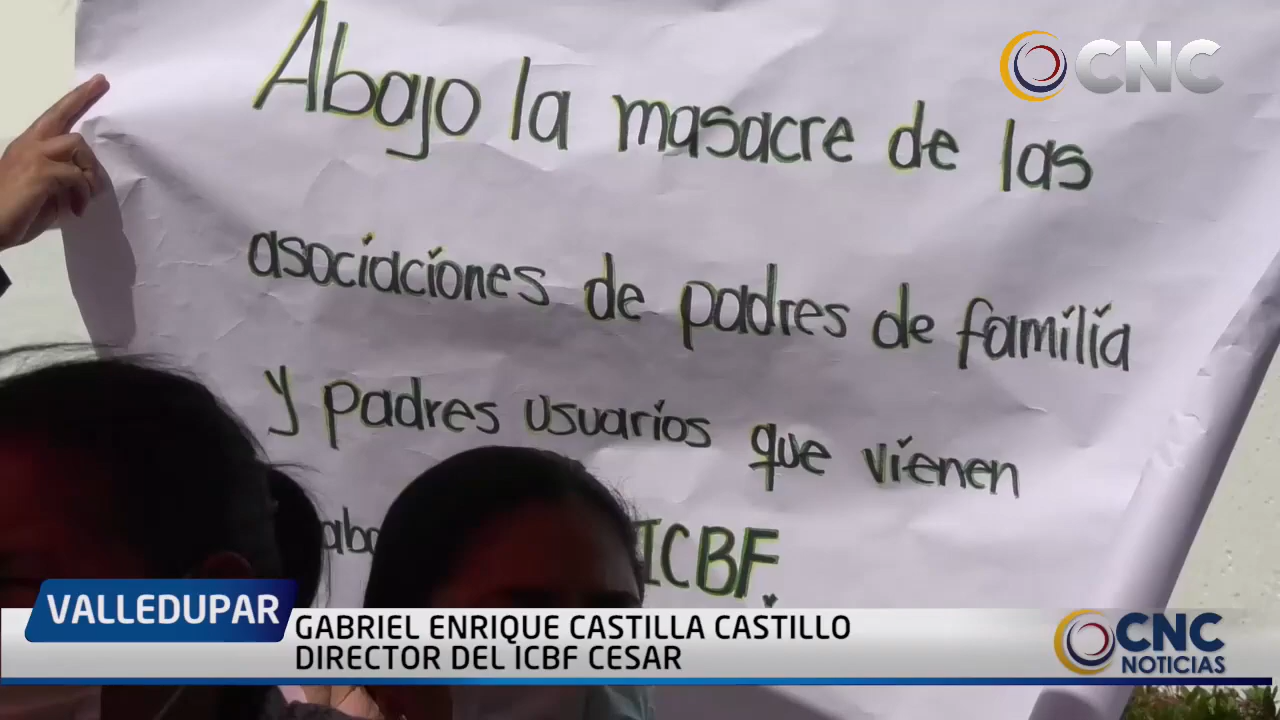 CNC
Abajo la masacre de las
asociaciones de padres de familia
y padres usuarios que vienen
ICBF.
VALLEDUPAR
GABRIEL ENRIQUE CASTILLA CASTILLO
DIRECTOR DEL ICBF CESAR
CNC
NOTICIAS